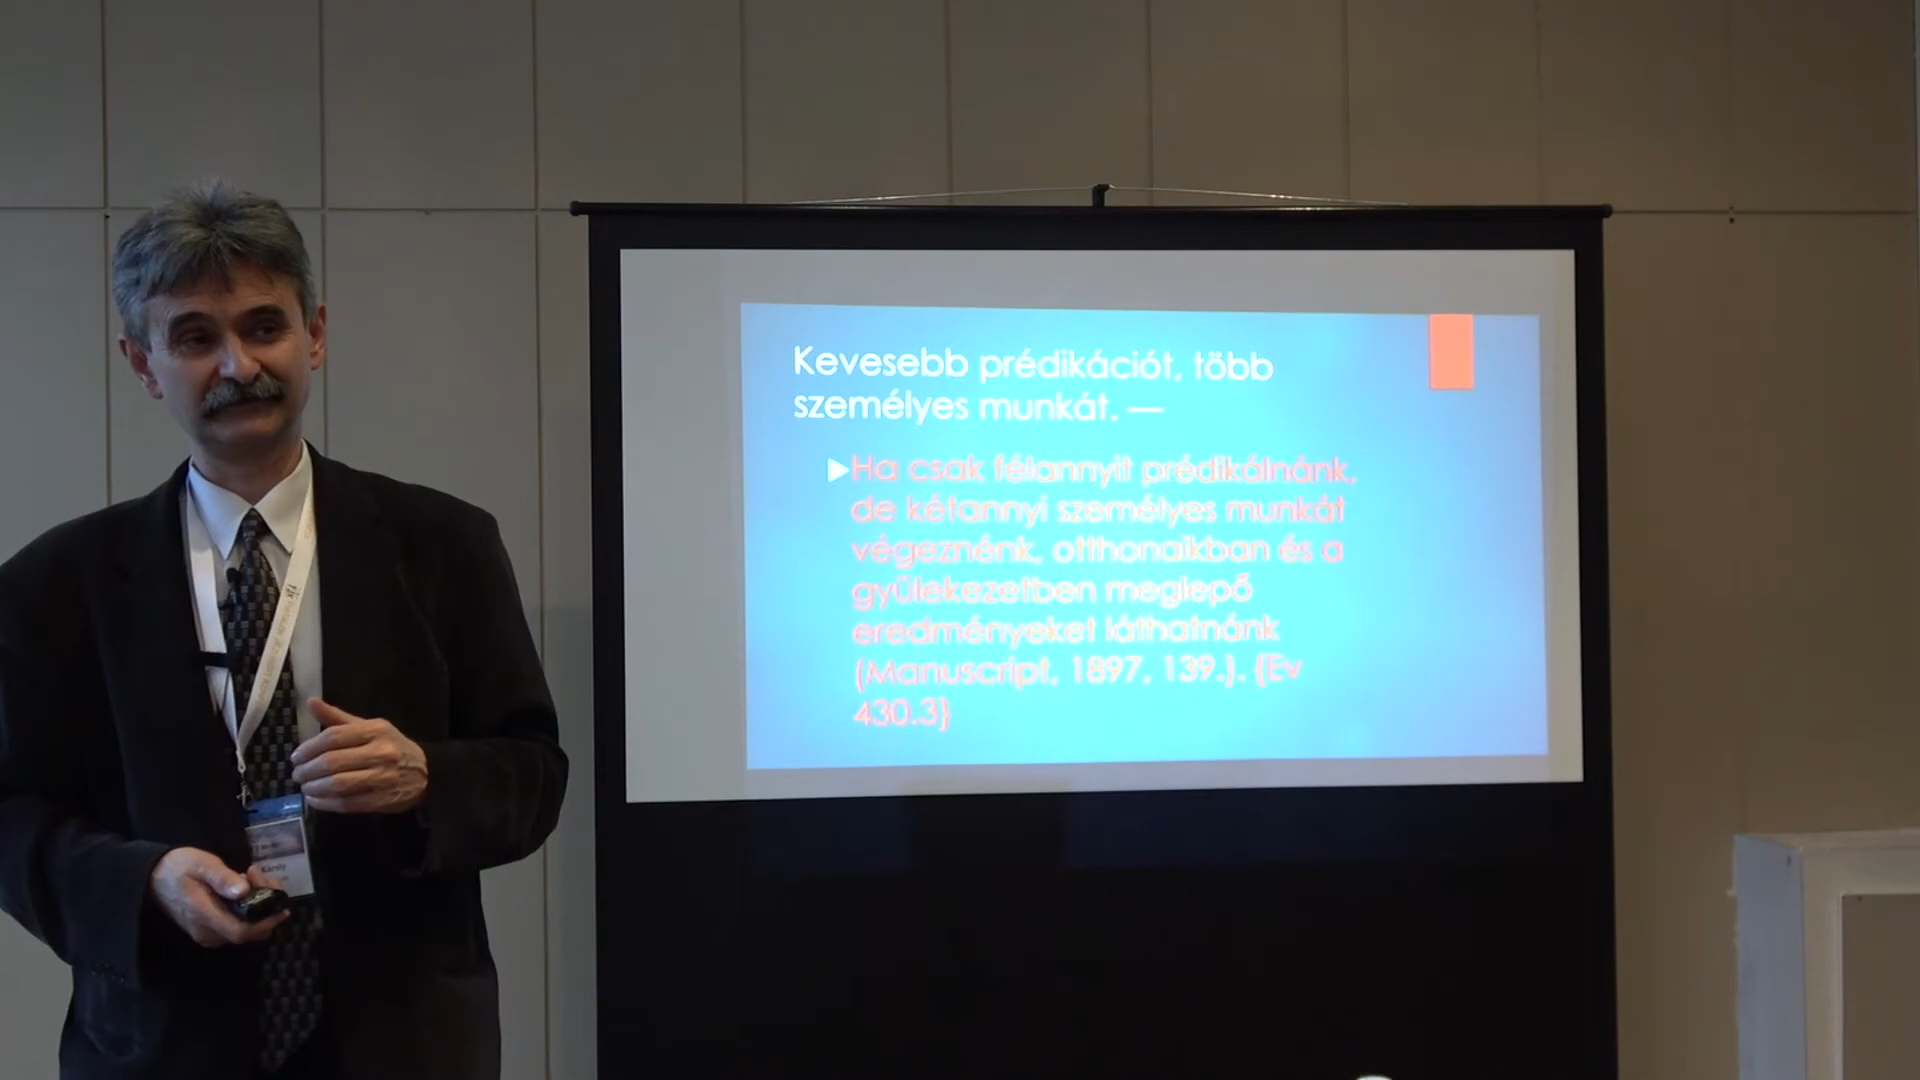 Kevesebb prédikációt, több
személyes munkát. —
Ha csak félannyit prédikálnánk,
de kétannyi személyes munkát
végeznénk, otthonaikban és a
gyülekezetben meglepő
eredményeket láthatnánk
(Manuscript, 1897, 139.). {Ev
430.3}
Károly